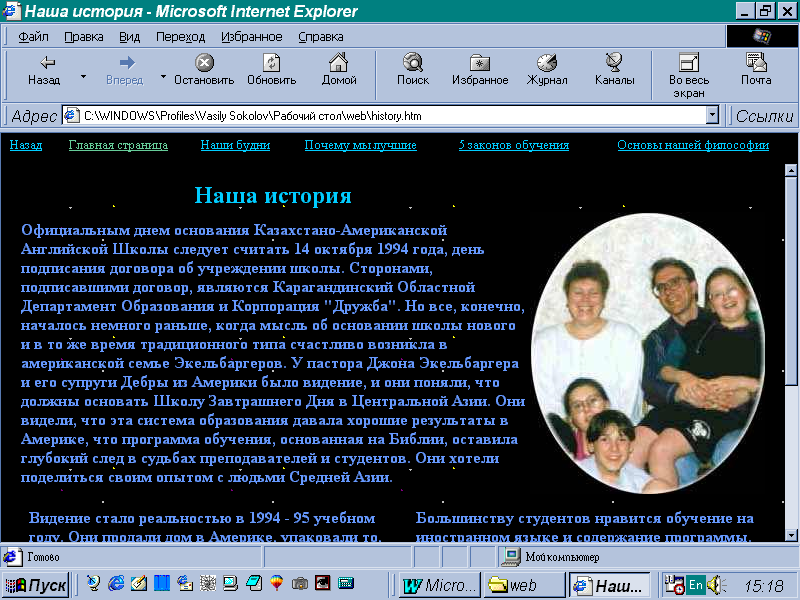 Наша история - Microsoft Internet Explorer
Файл Правка Вид Переход Избранное Справка
Назад Вперед Остановить Обновить Домой Поиск Избранное Журнал Каналы Во весь экран Почта
Адрес C:\WINDOWS\Profiles\Vasily Sokolov\Рабочий стол\web\history.htm Ссылки
Назад Главная страница Наши будни Почему мы лучшие 5 законов обучения Основы нашей философии
Наша история
Официальным днем основания Казахстано-Американской
Английской Школы следует считать 14 октября 1994 года, день
подписания договора об учреждении школы. Сторонами,
подписавшими договор, являются Карагандинский Областной
Департамент Образования и Корпорация "Дружба". Но все, конечно,
началось немного раньше, когда мысль об основании школы нового
и в то же время традиционного типа счастливо возникла в
американской семье Экельбаргеров. У пастора Джона Экельбаргера
и его супруги Дебры из Америки было видение, и они поняли, что
должны основать Школу Завтрашнего Дня в Центральной Азии. Они
видели, что эта система образования давала хорошие результаты в
Америке, что программа обучения, основанная на Библии, оставила
глубокий след в судьбах преподавателей и студентов. Они хотели
поделиться своим опытом с людьми Средней Азии.
Видение стало реальностью в 1994 - 95 учебном
году. Они продали дом в Америке, упаковали то,
Большинству студентов нравится обучение на
иностранном языке и содержание программы.
Готово Мой компьютер
Пуск Micro... web Наш... En 15:18